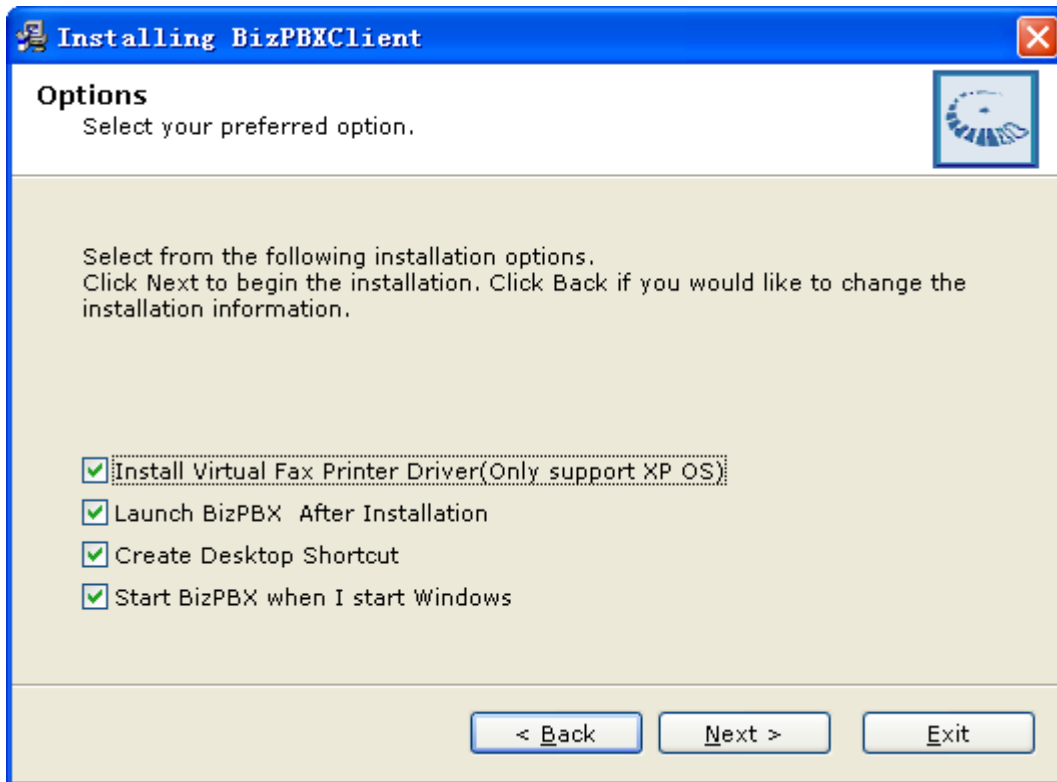 Installing BizPBXClient
Options
Select your preferred option.
Select from the following installation options.
Click Next to begin the installation. Click Back if you would like to change the
installation information.
Install Virtual Fax Printer Driver(Only support XP OS)
Launch BizPBX  After Installation
Create Desktop Shortcut
Start BizPBX when I start Windows
< Back Next > Exit